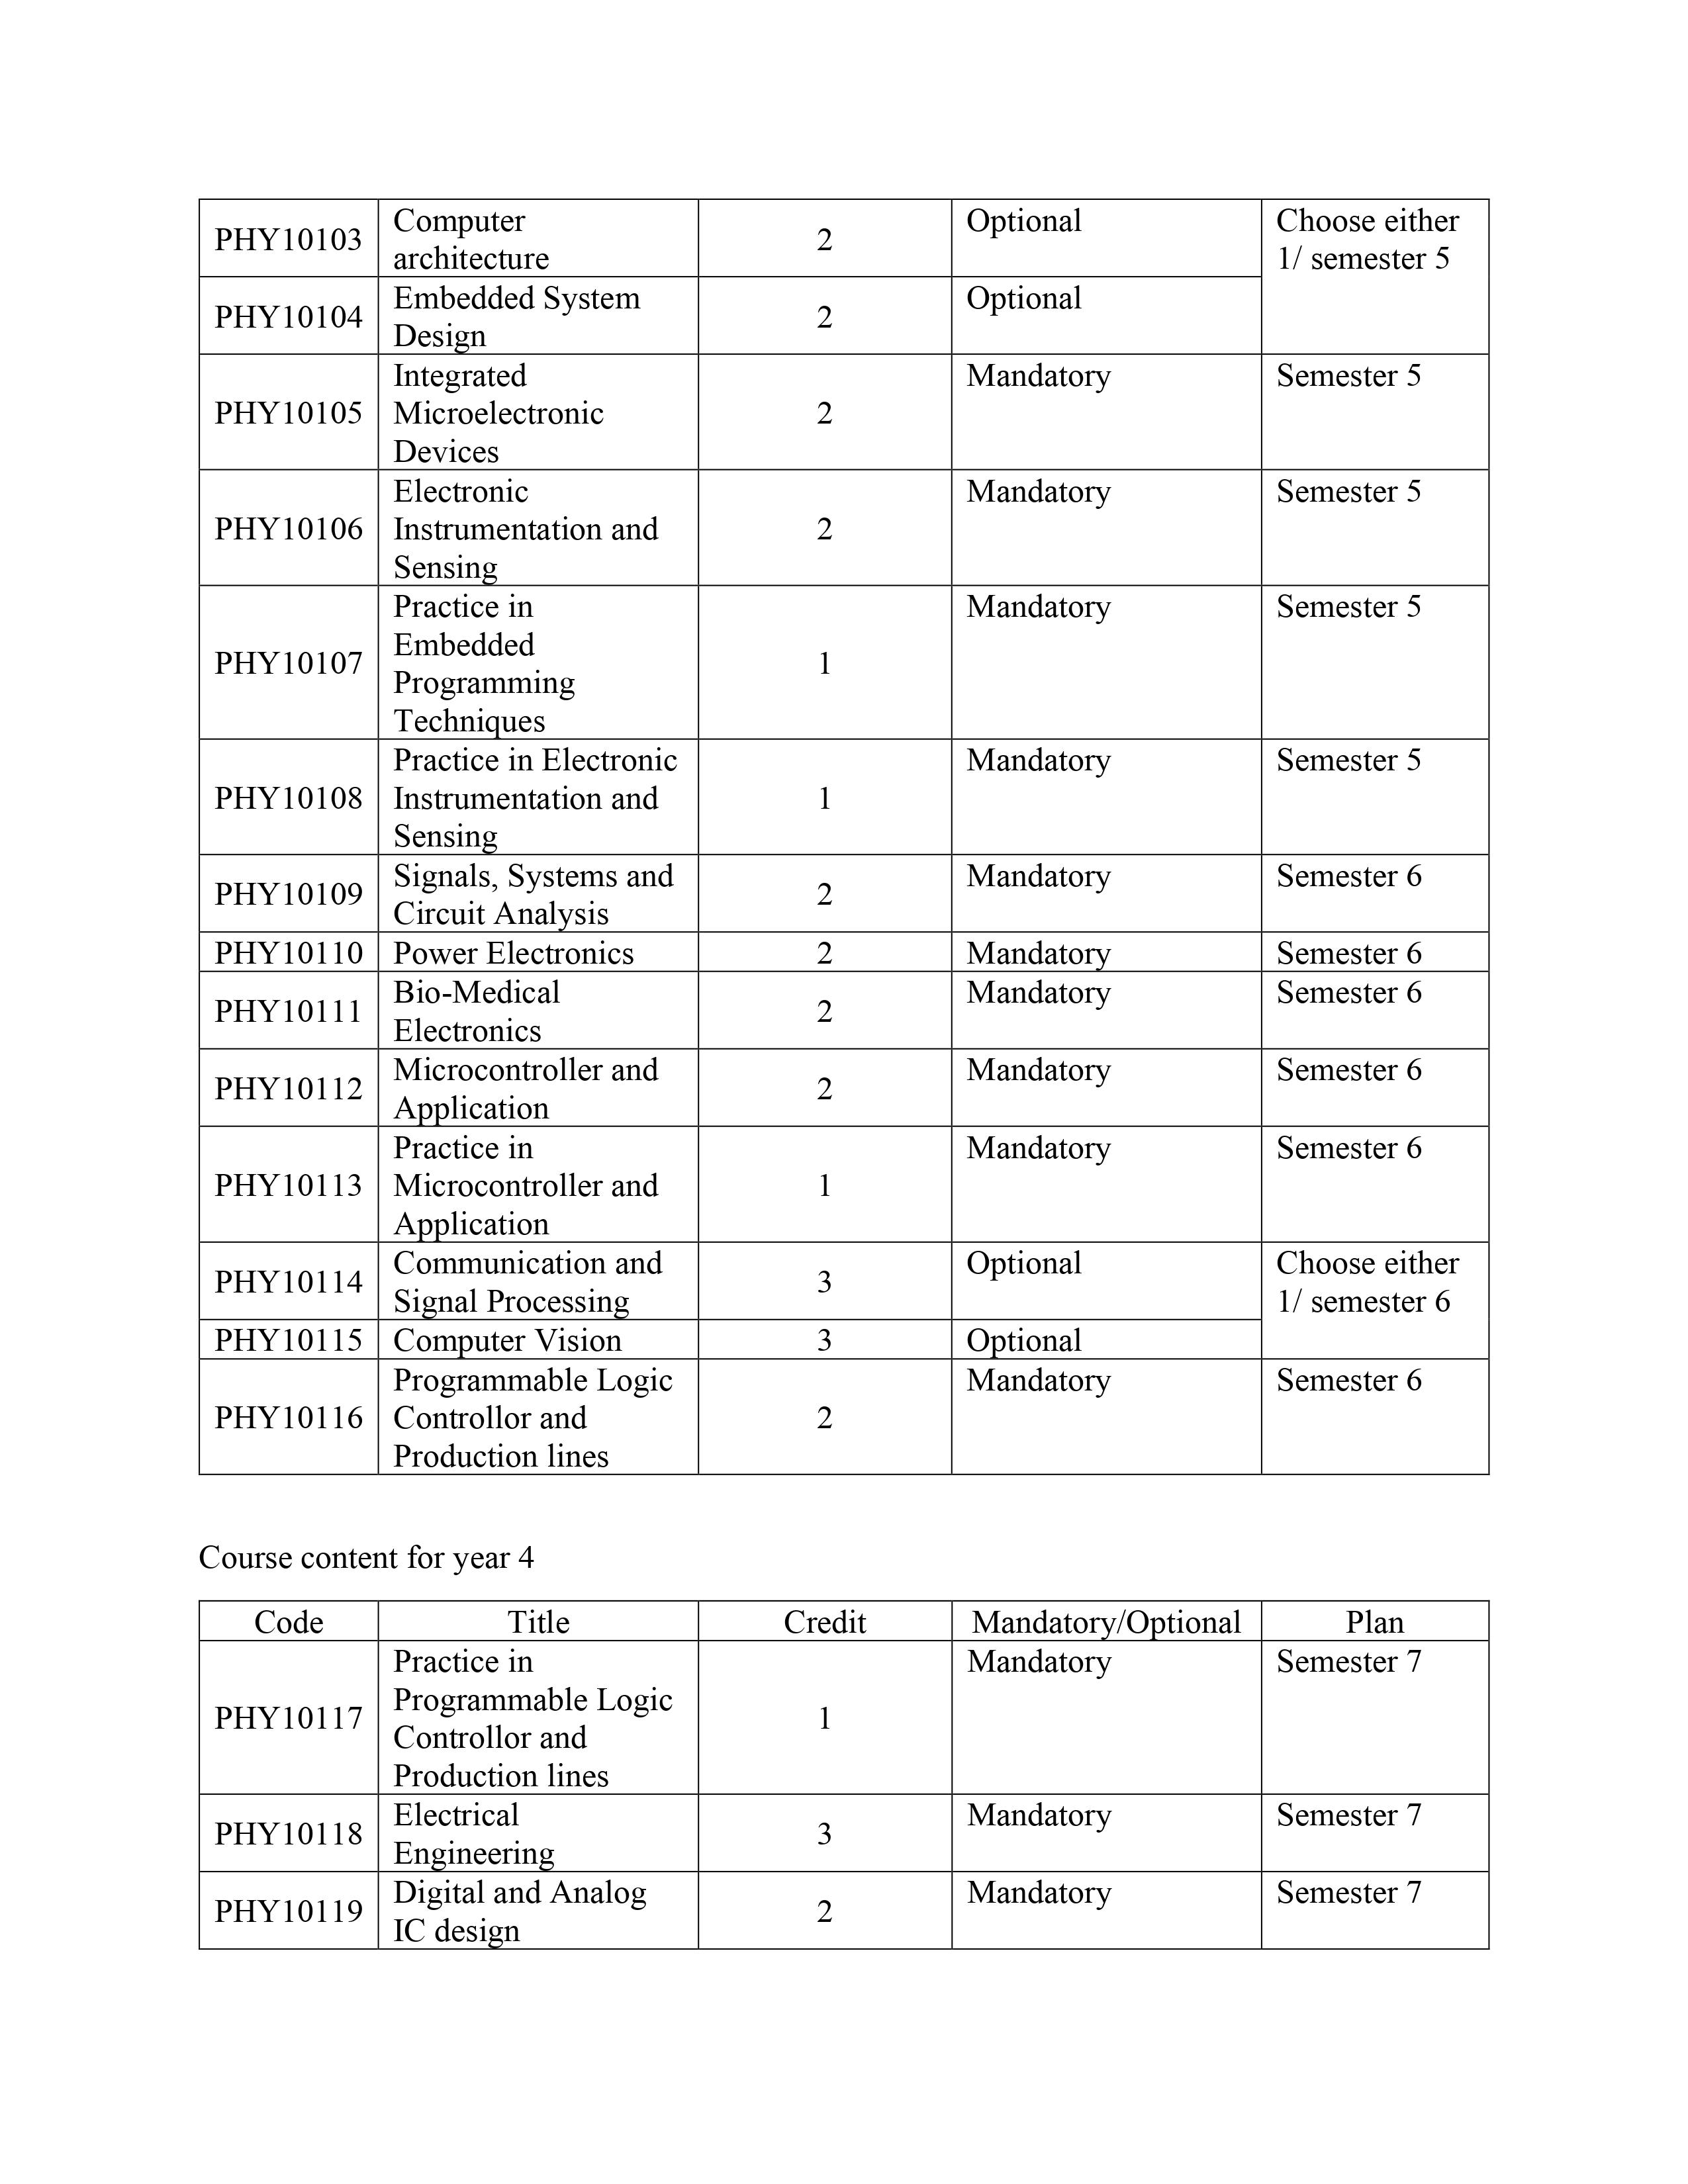 PHY10103 Computer architecture 2 Optional Choose either 1/ semester 5
PHY10104 Embedded System Design 2 Optional
PHY10105 Integrated Microelectronic Devices 2 Mandatory Semester 5
PHY10106 Electronic Instrumentation and Sensing 2 Mandatory Semester 5
PHY10107 Practice in Embedded Programming Techniques 1 Mandatory Semester 5
PHY10108 Practice in Electronic Instrumentation and Sensing 1 Mandatory Semester 5
PHY10109 Signals, Systems and Circuit Analysis 2 Mandatory Semester 6
PHY10110 Power Electronics 2 Mandatory Semester 6
PHY10111 Bio-Medical Electronics 2 Mandatory Semester 6
PHY10112 Microcontroller and Application 2 Mandatory Semester 6
PHY10113 Practice in Microcontroller and Application 1 Mandatory Semester 6
PHY10114 Communication and Signal Processing 3 Optional Choose either 1/ semester 6
PHY10115 Computer Vision 3 Optional
PHY10116 Programmable Logic Controllor and Production lines 2 Mandatory Semester 6
Course content for year 4
Code Title Credit Mandatory/Optional Plan
PHY10117 Practice in Programmable Logic Controllor and Production lines 1 Mandatory Semester 7
PHY10118 Electrical Engineering 3 Mandatory Semester 7
PHY10119 Digital and Analog IC design 2 Mandatory Semester 7